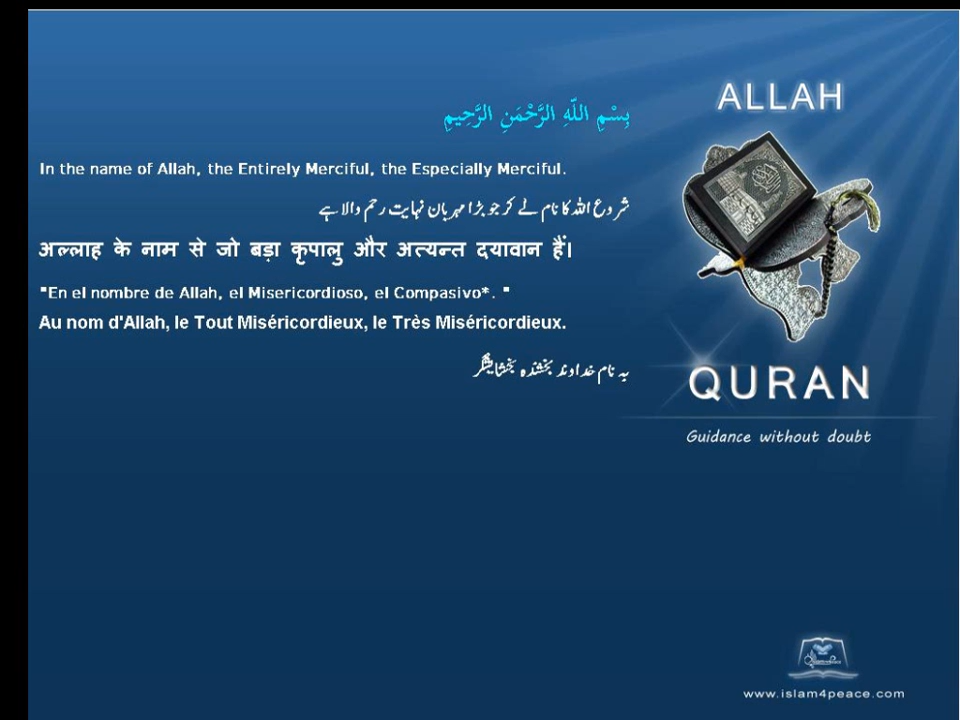 بِسْمِ اللَّهِ الرَّحْمَنِ الرَّحِيمِ
In the name of Allah, the Entirely Merciful, the Especially Merciful.
شروع الله کا نام لے کر جو بڑا مہربان نہایت رحم والا ہے
अल्लाह के नाम से जो बड़ा कृपालु और अत्यन्त दयावान हैं।
"En el nombre de Allah, el Misericordioso, el Compasivo*. "
Au nom d'Allah, le Tout Miséricordieux, le Très Miséricordieux.
به نام خداوند بخشنده بخشایشگر
ALLAH
QURAN
Guidance without doubt
www.islam4peace.com